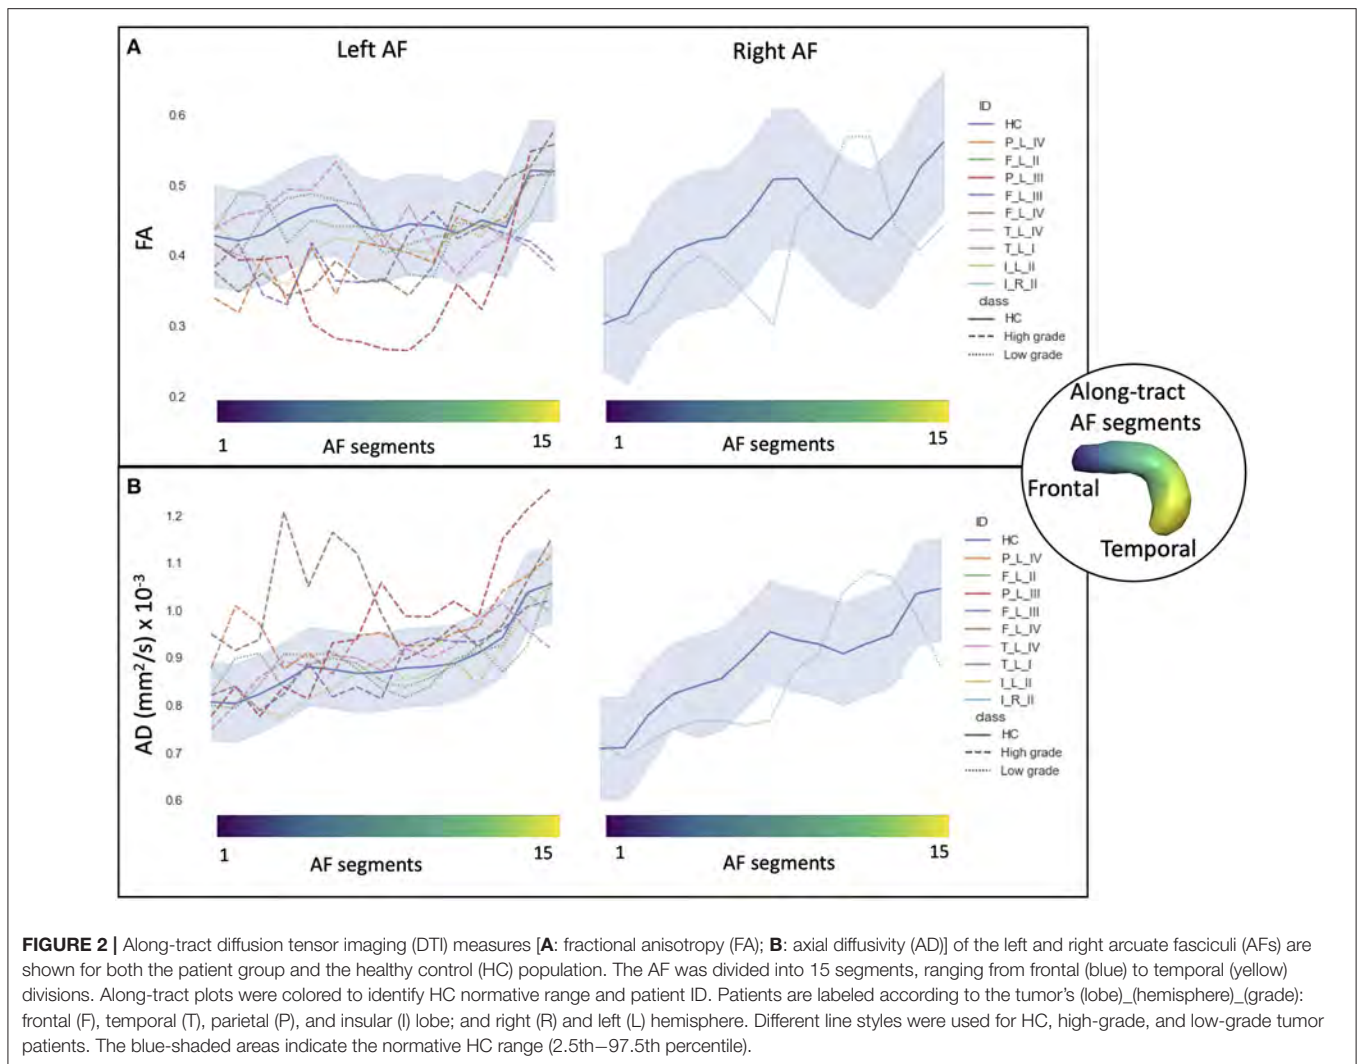 A
Left AF
Right AF
FA
0.6
0.5
0.4
0.3
0.2
ID
HC
P_L_IV
F_L_II
P_L_III
F_L_III
F_L_IV
T_L_IV
T_L_I
I_L_II
I_R_II
class
HC
High grade
Low grade
1
AF segments
15
1
AF segments
15
Along-tract
AF segments
Frontal
Temporal
B
AD (mm²/s) x 10⁻³
1.2
1.1
1.0
0.9
0.8
0.7
0.6
ID
HC
P_L_IV
F_L_II
P_L_III
F_L_III
F_L_IV
T_L_IV
T_L_I
I_L_II
I_R_II
class
HC
High grade
Low grade
1
AF segments
15
1
AF segments
15
FIGURE 2 | Along-tract diffusion tensor imaging (DTI) measures [A: fractional anisotropy (FA); B: axial diffusivity (AD)] of the left and right arcuate fasciculi (AFs) are
shown for both the patient group and the healthy control (HC) population. The AF was divided into 15 segments, ranging from frontal (blue) to temporal (yellow)
divisions. Along-tract plots were colored to identify HC normative range and patient ID. Patients are labeled according to the tumor's (lobe)_(hemisphere)_(grade):
frontal (F), temporal (T), parietal (P), and insular (I) lobe; and right (R) and left (L) hemisphere. Different line styles were used for HC, high-grade, and low-grade tumor
patients. The blue-shaded areas indicate the normative HC range (2.5th–97.5th percentile).